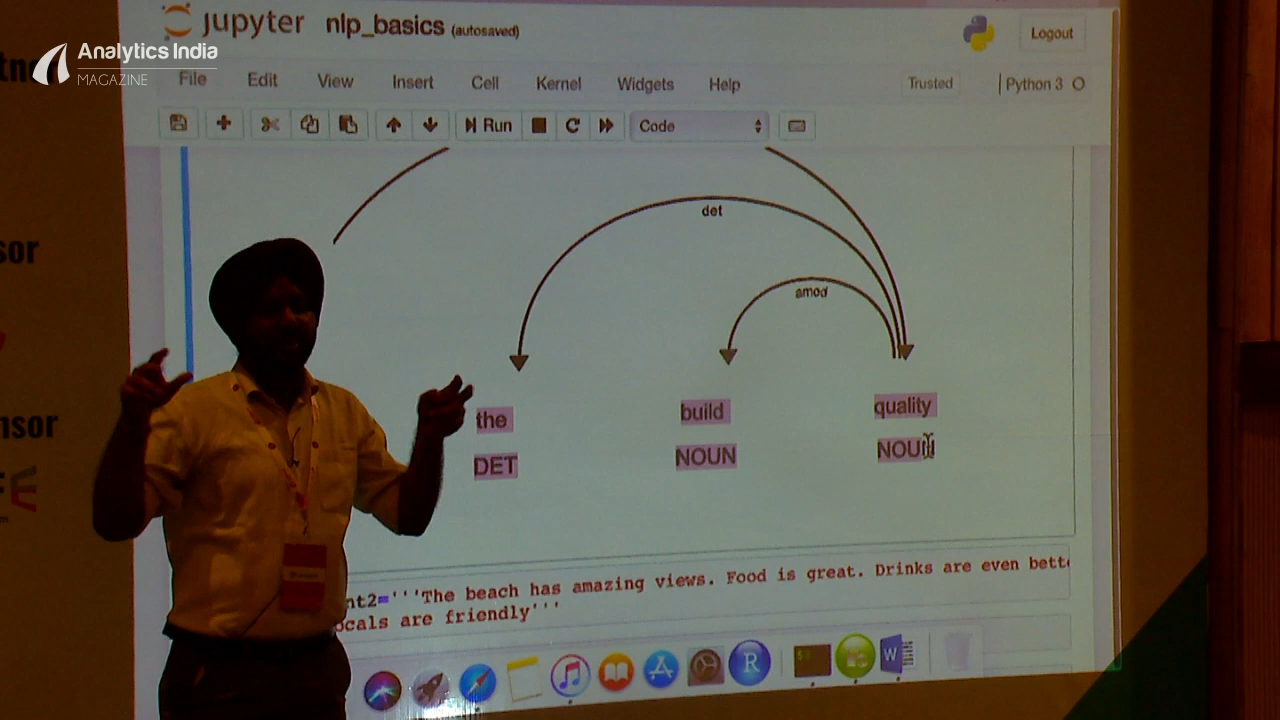 Analytics India
MAGAZINE
jupyter nlp_basics (autosaved)
Logout
File Edit View Insert Cell Kernel Widgets Help
Trusted
Python 3
Run
Code
det
amod
the build quality
DET NOUN NOUN
nt2='''The beach has amazing views. Food is great. Drinks are even bette
ocals are friendly'''
R
W
sor
nsor
FE